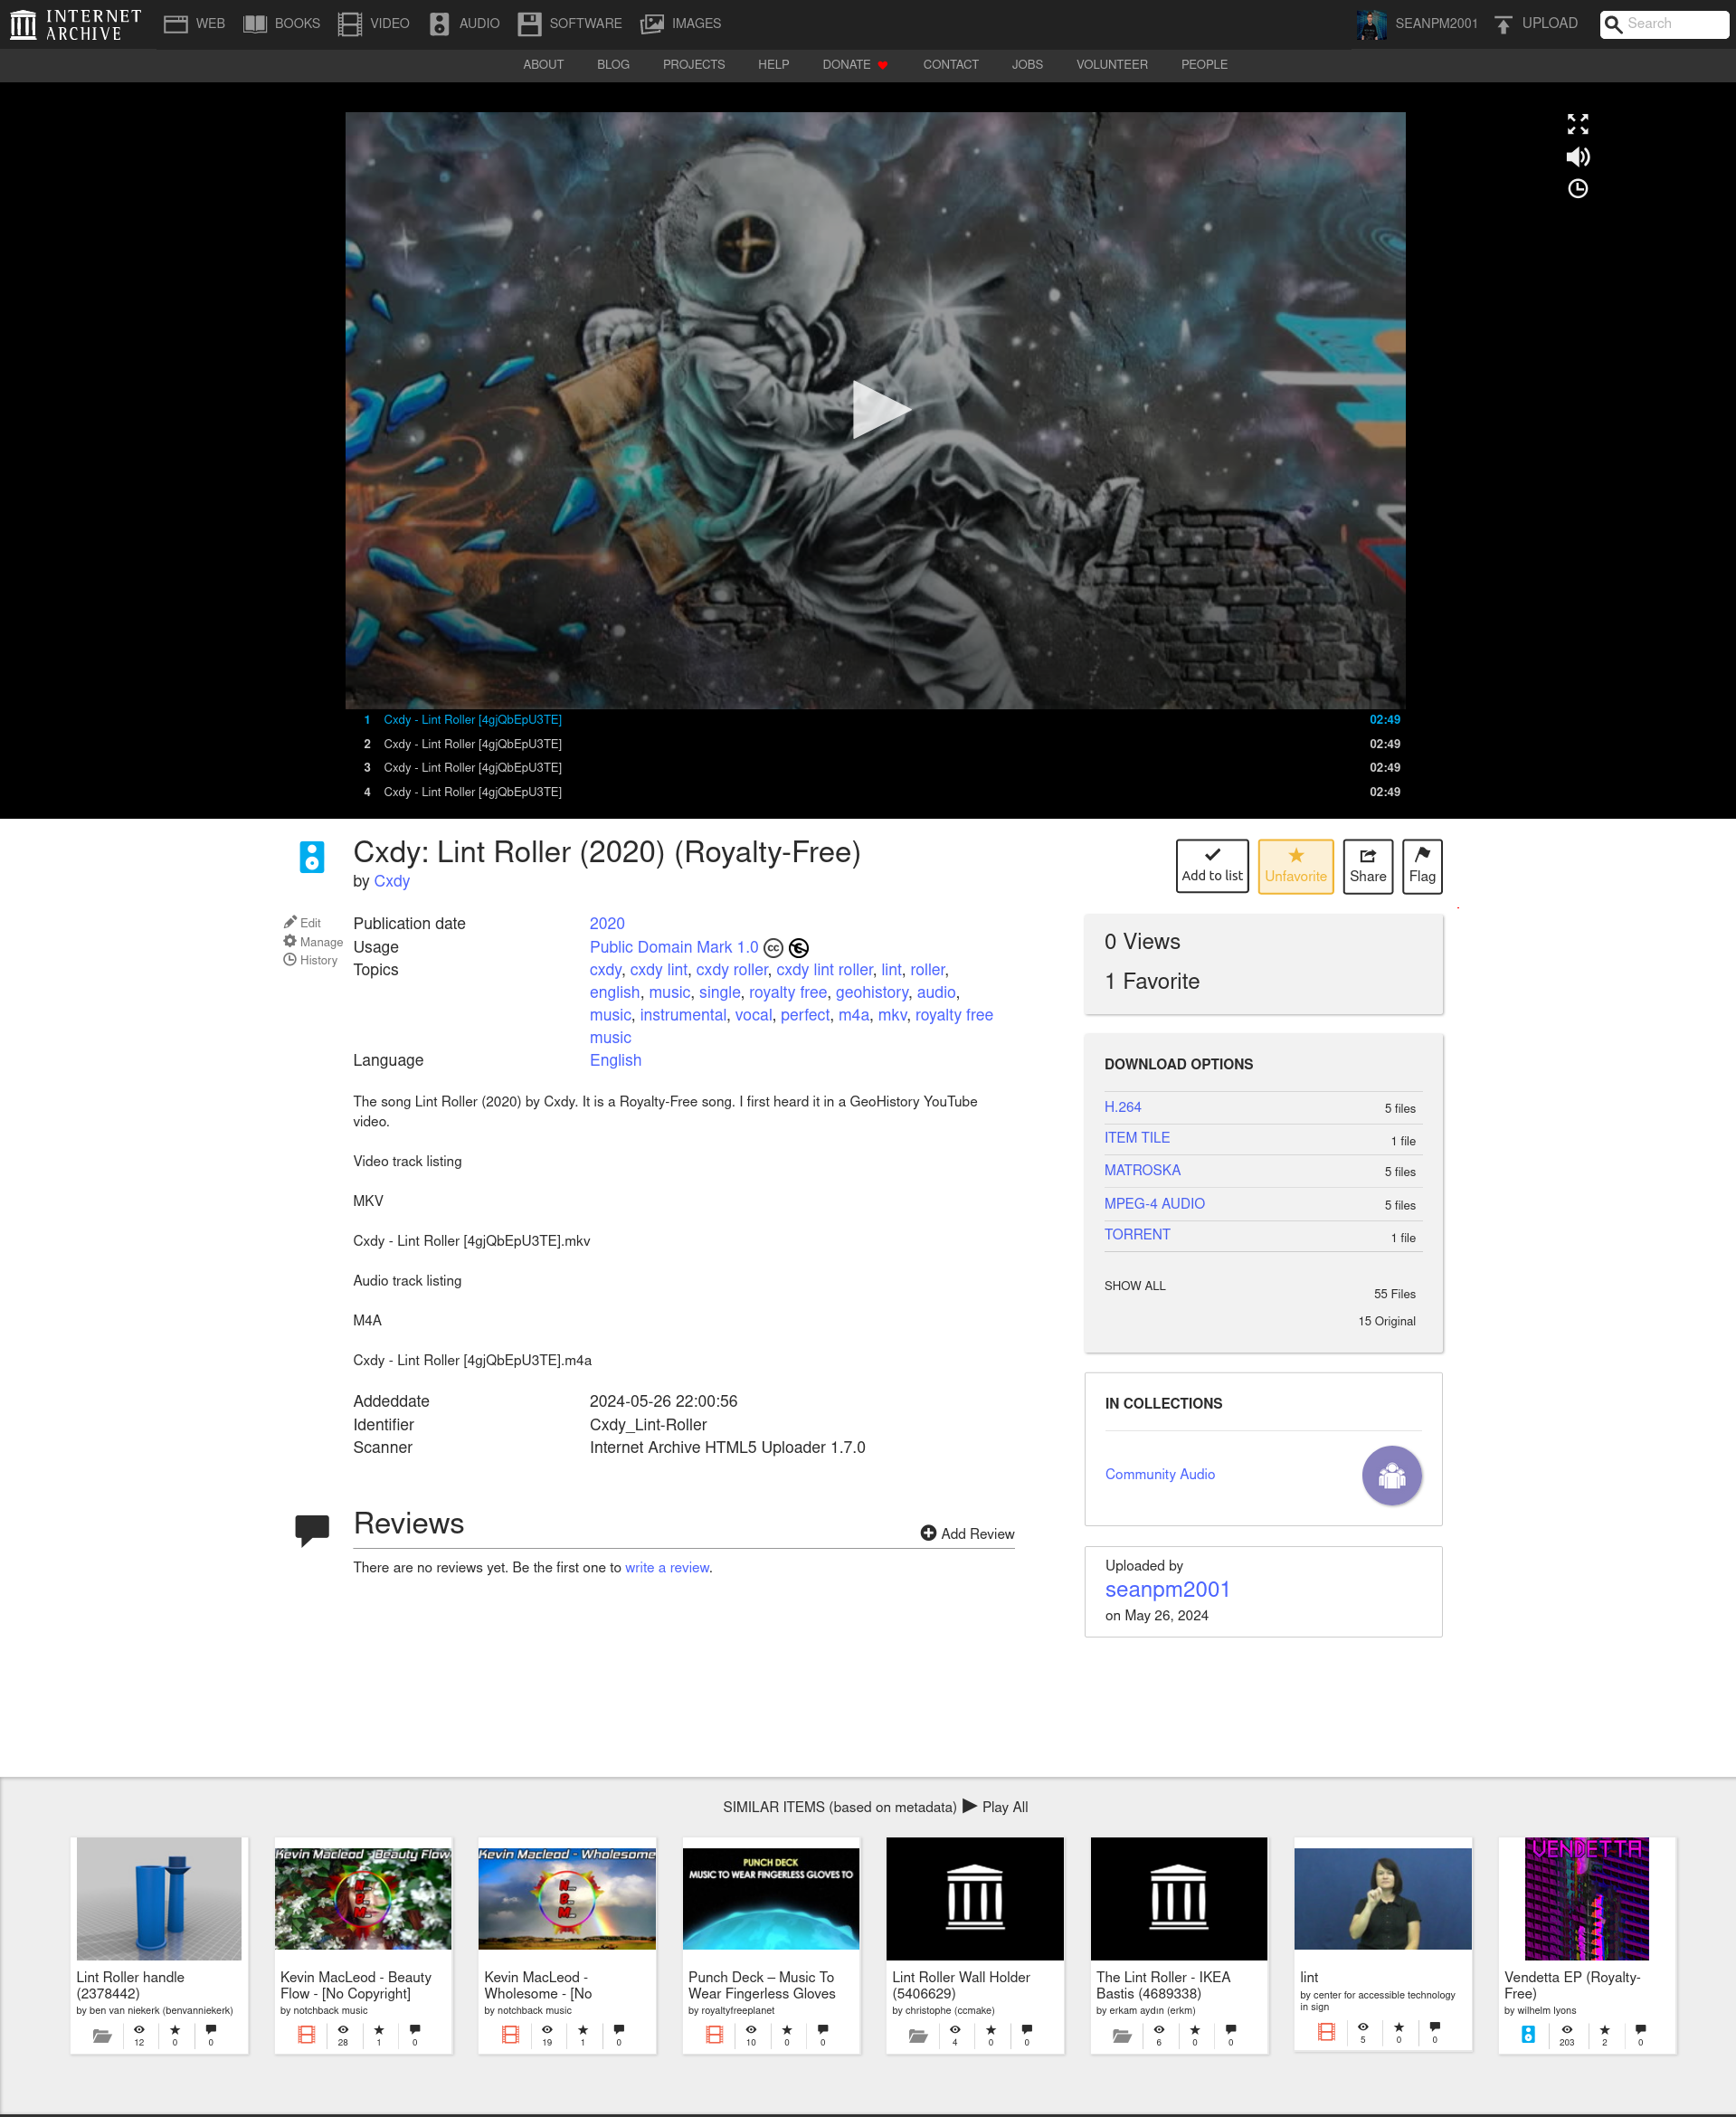 INTERNET
ARCHIVE
WEB
BOOKS
VIDEO
AUDIO
SOFTWARE
IMAGES
SEANPM2001
UPLOAD
Search
ABOUT
BLOG
PROJECTS
HELP
DONATE
CONTACT
JOBS
VOLUNTEER
PEOPLE
1 Cxdy - Lint Roller [4gjQbEpU3TE] 02:49
2 Cxdy - Lint Roller [4gjQbEpU3TE] 02:49
3 Cxdy - Lint Roller [4gjQbEpU3TE] 02:49
4 Cxdy - Lint Roller [4gjQbEpU3TE] 02:49
Cxdy: Lint Roller (2020) (Royalty-Free)
by Cxdy
Add to list
Unfavorite
Share
Flag
Edit
Manage
History
Publication date 2020
Usage Public Domain Mark 1.0
Topics cxdy, cxdy lint, cxdy roller, cxdy lint roller, lint, roller,
english, music, single, royalty free, geohistory, audio,
music, instrumental, vocal, perfect, m4a, mkv, royalty free
music
Language English
The song Lint Roller (2020) by Cxdy. It is a Royalty-Free song. I first heard it in a GeoHistory YouTube
video.
Video track listing
MKV
Cxdy - Lint Roller [4gjQbEpU3TE].mkv
Audio track listing
M4A
Cxdy - Lint Roller [4gjQbEpU3TE].m4a
Addeddate 2024-05-26 22:00:56
Identifier Cxdy_Lint-Roller
Scanner Internet Archive HTML5 Uploader 1.7.0
Reviews
Add Review
There are no reviews yet. Be the first one to write a review.
0 Views
1 Favorite
DOWNLOAD OPTIONS
H.264 5 files
ITEM TILE 1 file
MATROSKA 5 files
MPEG-4 AUDIO 5 files
TORRENT 1 file
SHOW ALL
55 Files
15 Original
IN COLLECTIONS
Community Audio
Uploaded by
seanpm2001
on May 26, 2024
SIMILAR ITEMS (based on metadata) Play All
Lint Roller handle
(2378442)
by ben van niekerk (benvanniekerk)
12 0 0
Kevin Macleod - Beauty Flow
Kevin MacLeod - Beauty
Flow - [No Copyright]
by notchback music
28 1 0
Kevin Macleod - Wholesome
Kevin MacLeod -
Wholesome - [No
by notchback music
19 1 0
PUNCH DECK
MUSIC TO WEAR FINGERLESS GLOVES TO
Punch Deck – Music To
Wear Fingerless Gloves
by royaltyfreeplanet
10 0 0
Lint Roller Wall Holder
(5406629)
by christophe (ccmake)
4 0 0
The Lint Roller - IKEA
Bastis (4689338)
by erkam aydın (erkm)
6 0 0
lint
by center for accessible technology
in sign
5 0 0
VENDETTA
Vendetta EP (Royalty-
Free)
by wilhelm lyons
203 2 0